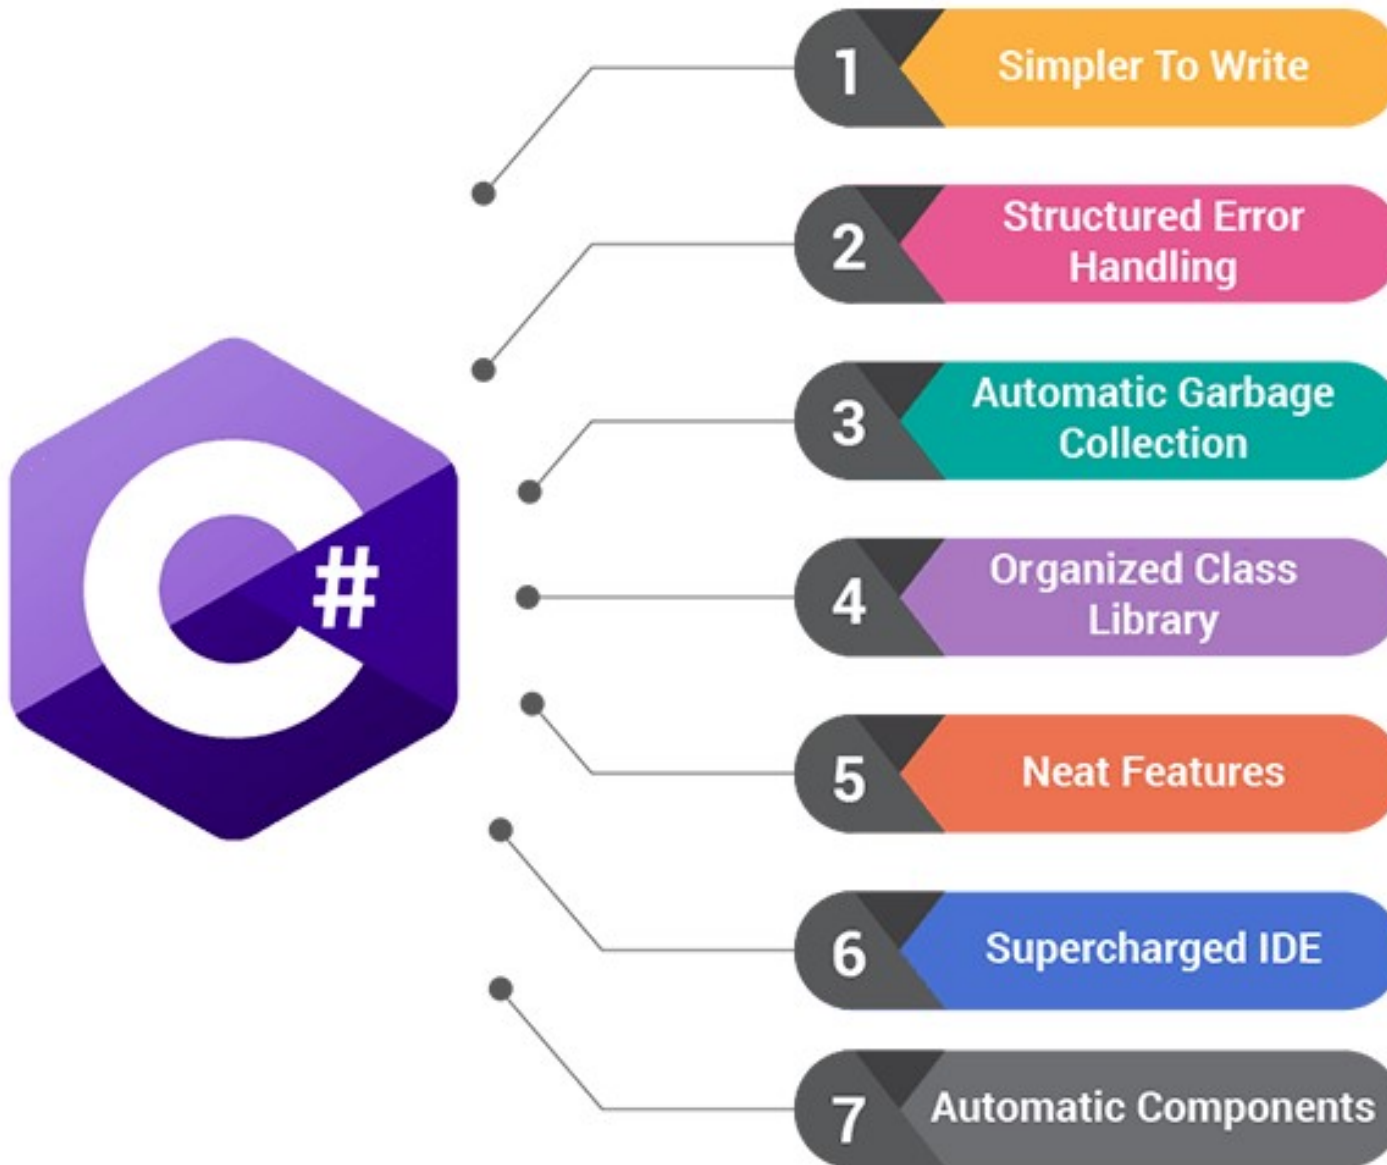 C#
1
Simpler To Write
2
Structured Error
Handling
3
Automatic Garbage
Collection
4
Organized Class
Library
5
Neat Features
6
Supercharged IDE
7
Automatic Components